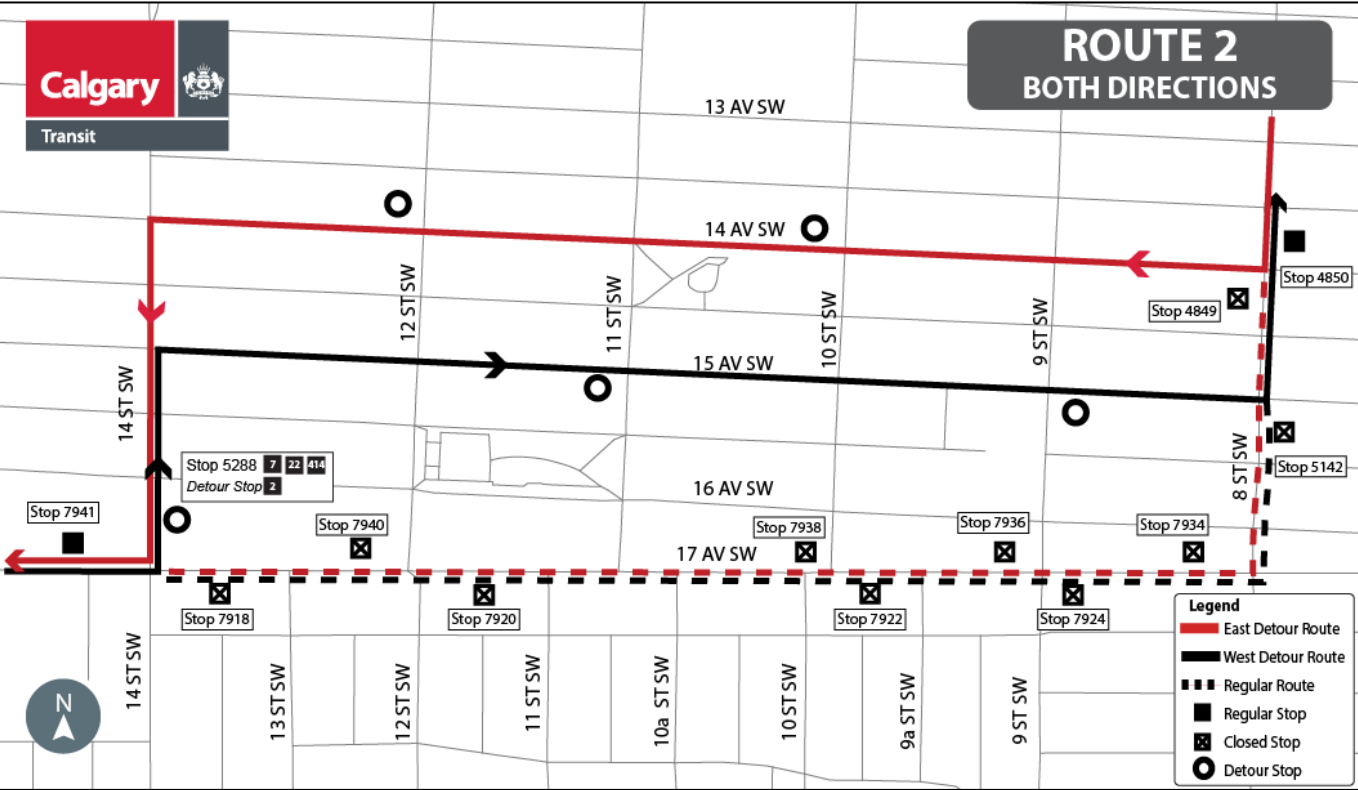 Calgary
Transit
ROUTE 2
BOTH DIRECTIONS
13 AV SW
14 AV SW
12 ST SW
11 ST SW
10 ST SW
9 ST SW
Stop 4850
Stop 4849
15 AV SW
14 ST SW
8 ST SW
Stop 5142
Stop 5288 7 22 414
Detour Stop 2
16 AV SW
Stop 7941
Stop 7940
Stop 7938
Stop 7936
Stop 7934
17 AV SW
Stop 7918
Stop 7920
Stop 7922
Stop 7924
14 ST SW
13 ST SW
12 ST SW
11 ST SW
10a ST SW
10 ST SW
9a ST SW
9 ST SW
N
Legend
East Detour Route
West Detour Route
Regular Route
Regular Stop
Closed Stop
Detour Stop